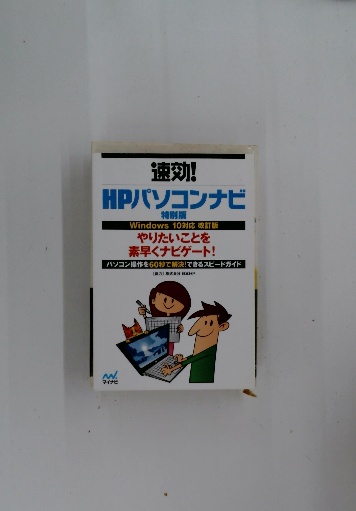 速効!
HPパソコンナビ
特別版
Windows 10対応 改訂版
やりたいことを
素早くナビゲート!
パソコン操作を60秒で解決!できるスピードガイド
マイナビ